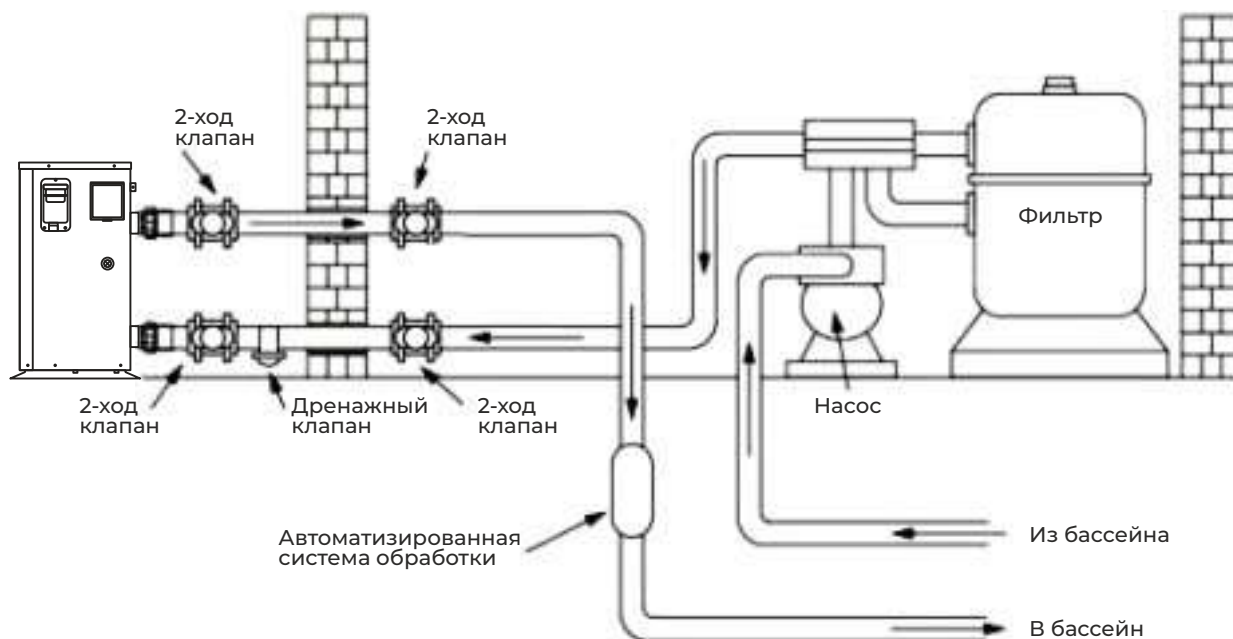 2-ход
клапан
2-ход
клапан
Фильтр
2-ход
клапан
Дренажный
клапан
2-ход
клапан
Насос
Автоматизированная
система обработки
Из бассейна
В бассейн